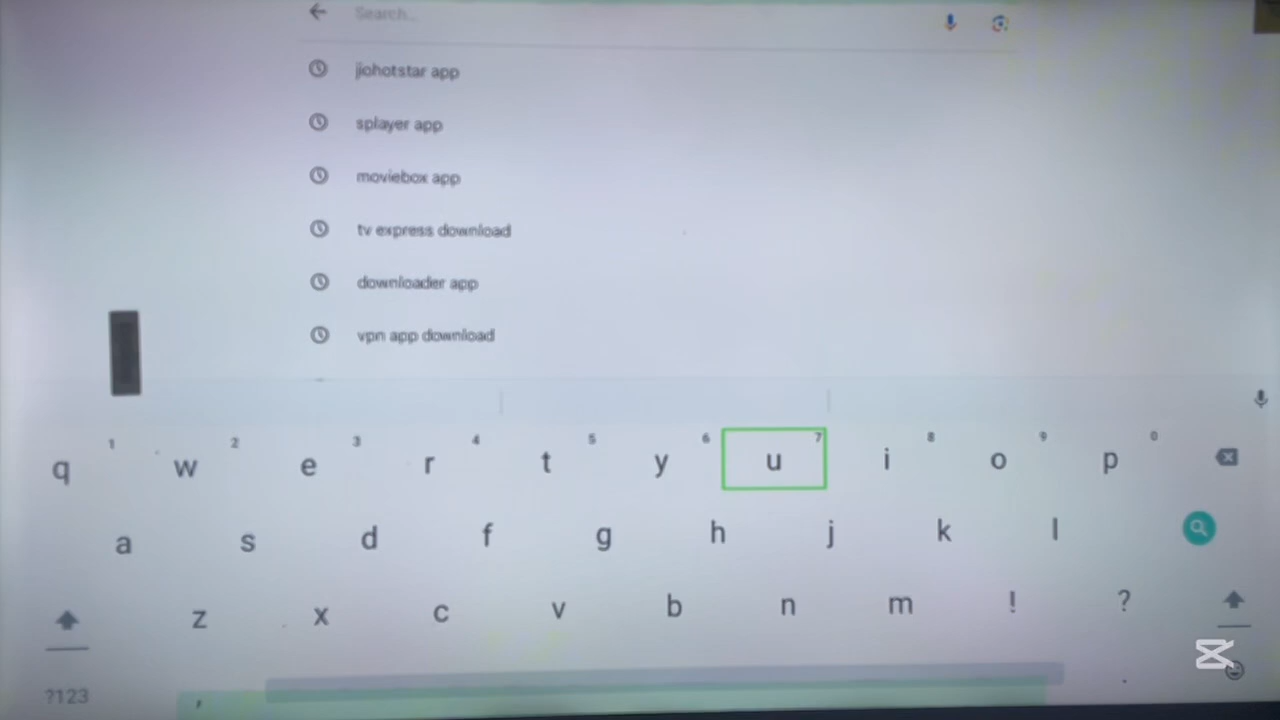 Search...
jiohotstar app
splayer app
moviebox app
tv express download
downloader app
vpn app download
1 2 3 4 5 6 7 8 9 0
q w e r t y u i o p
a s d f g h j k l
z x c v b n m ! ?
?123 , .